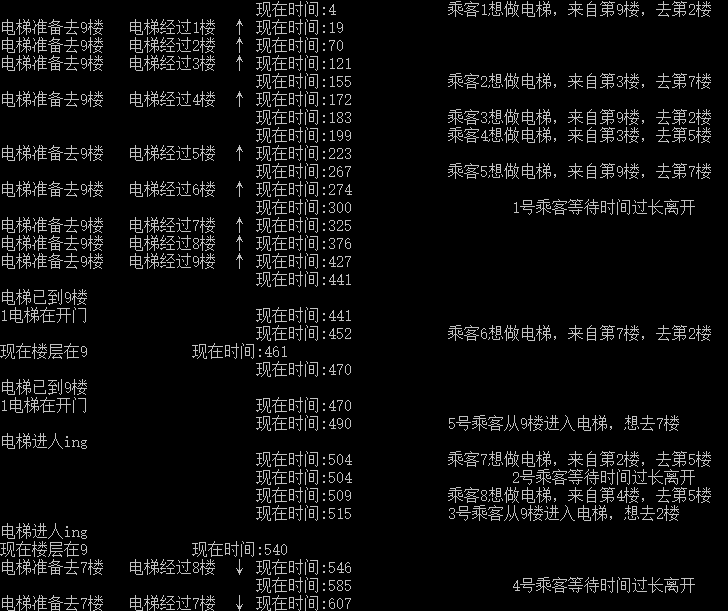 现在时间:4 乘客1想做电梯，来自第9楼，去第2楼
电梯准备去9楼 电梯经过1楼 ↑ 现在时间:19
电梯准备去9楼 电梯经过2楼 ↑ 现在时间:70
电梯准备去9楼 电梯经过3楼 ↑ 现在时间:121
现在时间:155 乘客2想做电梯，来自第3楼，去第7楼
电梯准备去9楼 电梯经过4楼 ↑ 现在时间:172
现在时间:183 乘客3想做电梯，来自第9楼，去第2楼
现在时间:199 乘客4想做电梯，来自第3楼，去第5楼
电梯准备去9楼 电梯经过5楼 ↑ 现在时间:223
现在时间:267 乘客5想做电梯，来自第9楼，去第7楼
电梯准备去9楼 电梯经过6楼 ↑ 现在时间:274
现在时间:300 1号乘客等待时间过长离开
电梯准备去9楼 电梯经过7楼 ↑ 现在时间:325
电梯准备去9楼 电梯经过8楼 ↑ 现在时间:376
电梯准备去9楼 电梯经过9楼 ↑ 现在时间:427
现在时间:441
电梯已到9楼
1电梯在开门 现在时间:441
现在时间:452 乘客6想做电梯，来自第7楼，去第2楼
现在楼层在9 现在时间:461
现在时间:470
电梯已到9楼
1电梯在开门 现在时间:470
现在时间:490 5号乘客从9楼进入电梯，想去7楼
电梯进人ing
现在时间:504 乘客7想做电梯，来自第2楼，去第5楼
现在时间:504 2号乘客等待时间过长离开
现在时间:509 乘客8想做电梯，来自第4楼，去第5楼
现在时间:515 3号乘客从9楼进入电梯，想去2楼
电梯进人ing
现在楼层在9 现在时间:540
电梯准备去7楼 电梯经过8楼 ↓ 现在时间:546
现在时间:585 4号乘客等待时间过长离开
电梯准备去7楼 电梯经过7楼 ↓ 现在时间:607